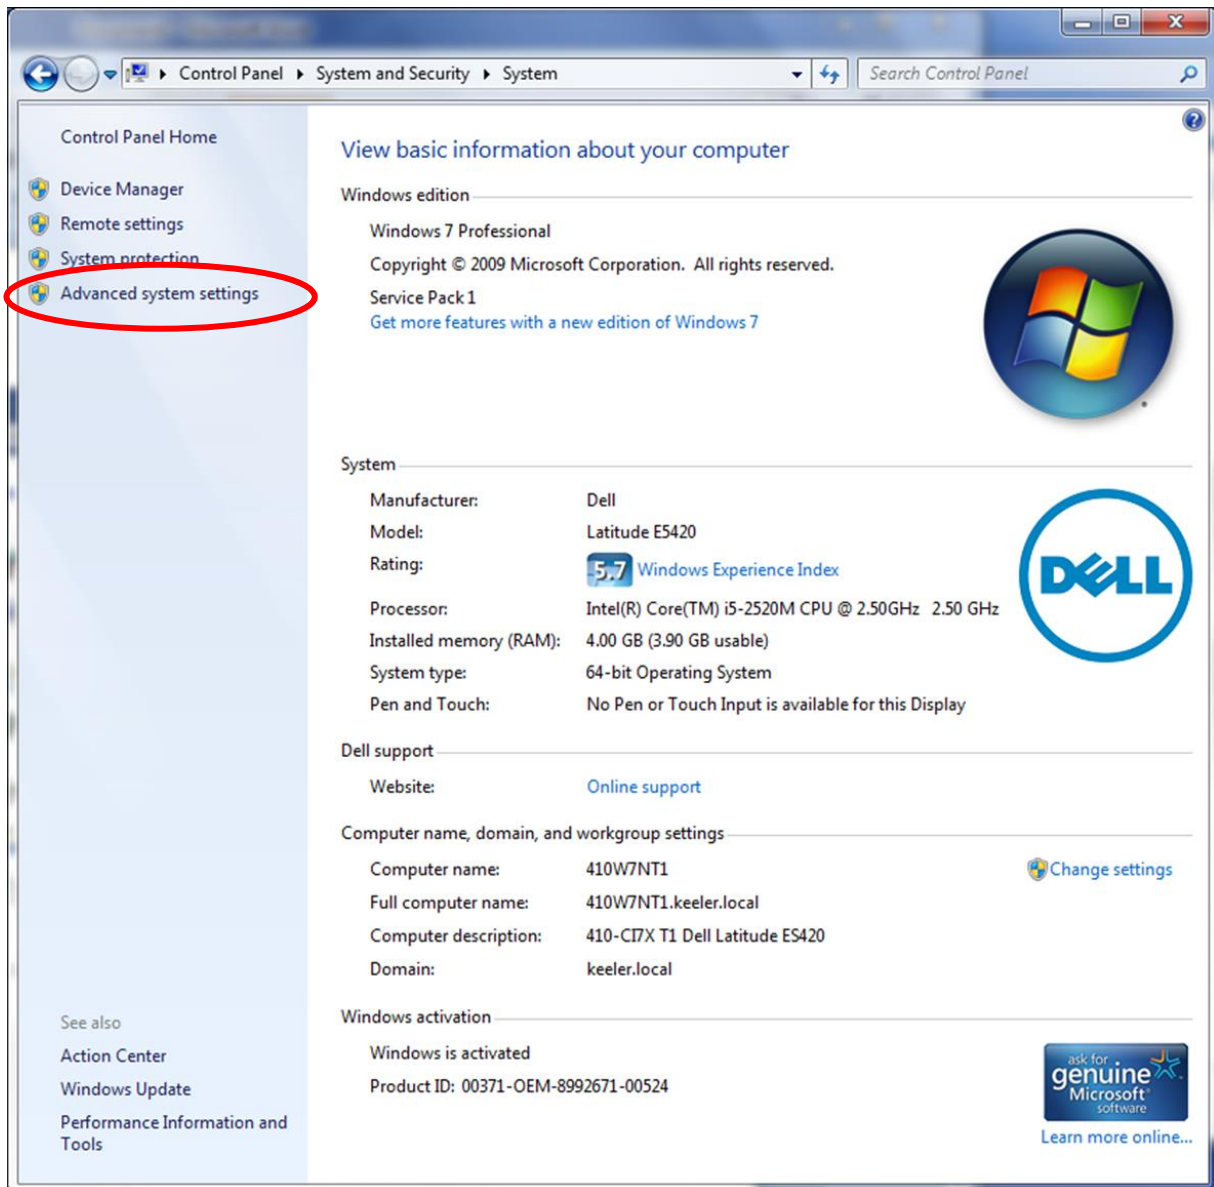 Control Panel ▸ System and Security ▸ System
Search Control Panel
Control Panel Home
Device Manager
Remote settings
System protection
Advanced system settings
See also
Action Center
Windows Update
Performance Information and
Tools
View basic information about your computer
Windows edition
Windows 7 Professional
Copyright © 2009 Microsoft Corporation. All rights reserved.
Service Pack 1
Get more features with a new edition of Windows 7
System
Manufacturer: Dell
Model: Latitude E5420
Rating: 5.7 Windows Experience Index
Processor: Intel(R) Core(TM) i5-2520M CPU @ 2.50GHz 2.50 GHz
Installed memory (RAM): 4.00 GB (3.90 GB usable)
System type: 64-bit Operating System
Pen and Touch: No Pen or Touch Input is available for this Display
DELL
Dell support
Website: Online support
Computer name, domain, and workgroup settings
Computer name: 410W7NT1
Change settings
Full computer name: 410W7NT1.keeler.local
Computer description: 410-CI7X T1 Dell Latitude ES420
Domain: keeler.local
Windows activation
Windows is activated
Product ID: 00371-OEM-8992671-00524
ask for
genuine
Microsoft
software
Learn more online...